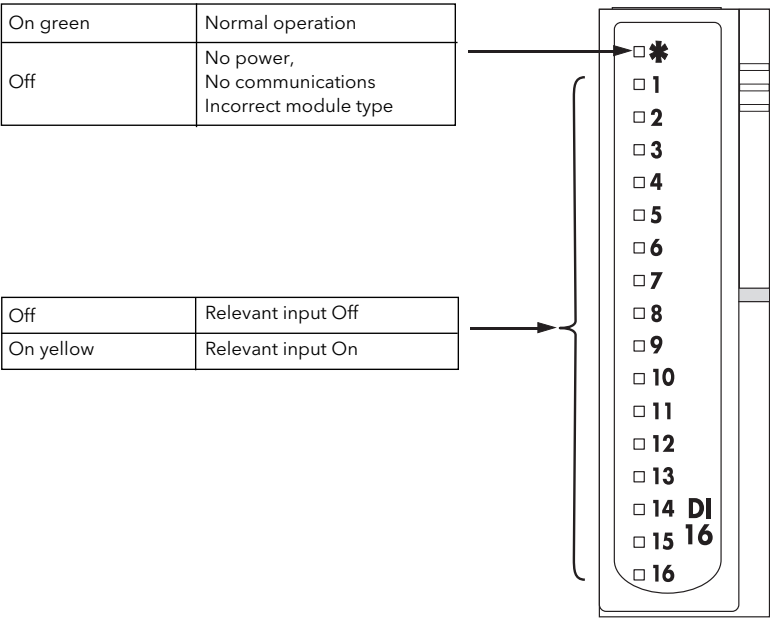 On green Normal operation
Off No power,
No communications
Incorrect module type
✱
1
2
3
4
5
6
7
Off Relevant input Off
On yellow Relevant input On
8
9
10
11
12
13
14 DI
15 16
16